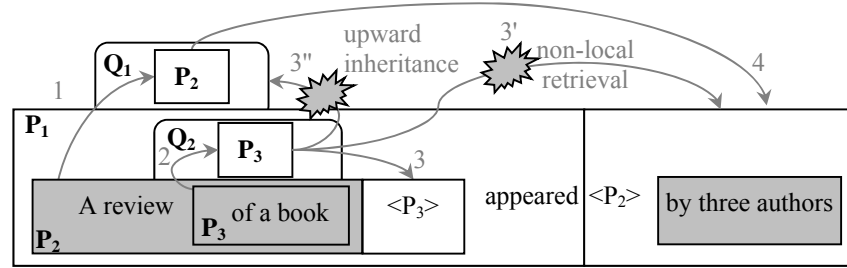 3'
upward
non-local
Q₁
P₂
3"
inheritance
retrieval
4
1
P₁
Q₂
P₃
2
3
A review
of a book
<P₃>
appeared
<P₂>
by three authors
P₃
P₂